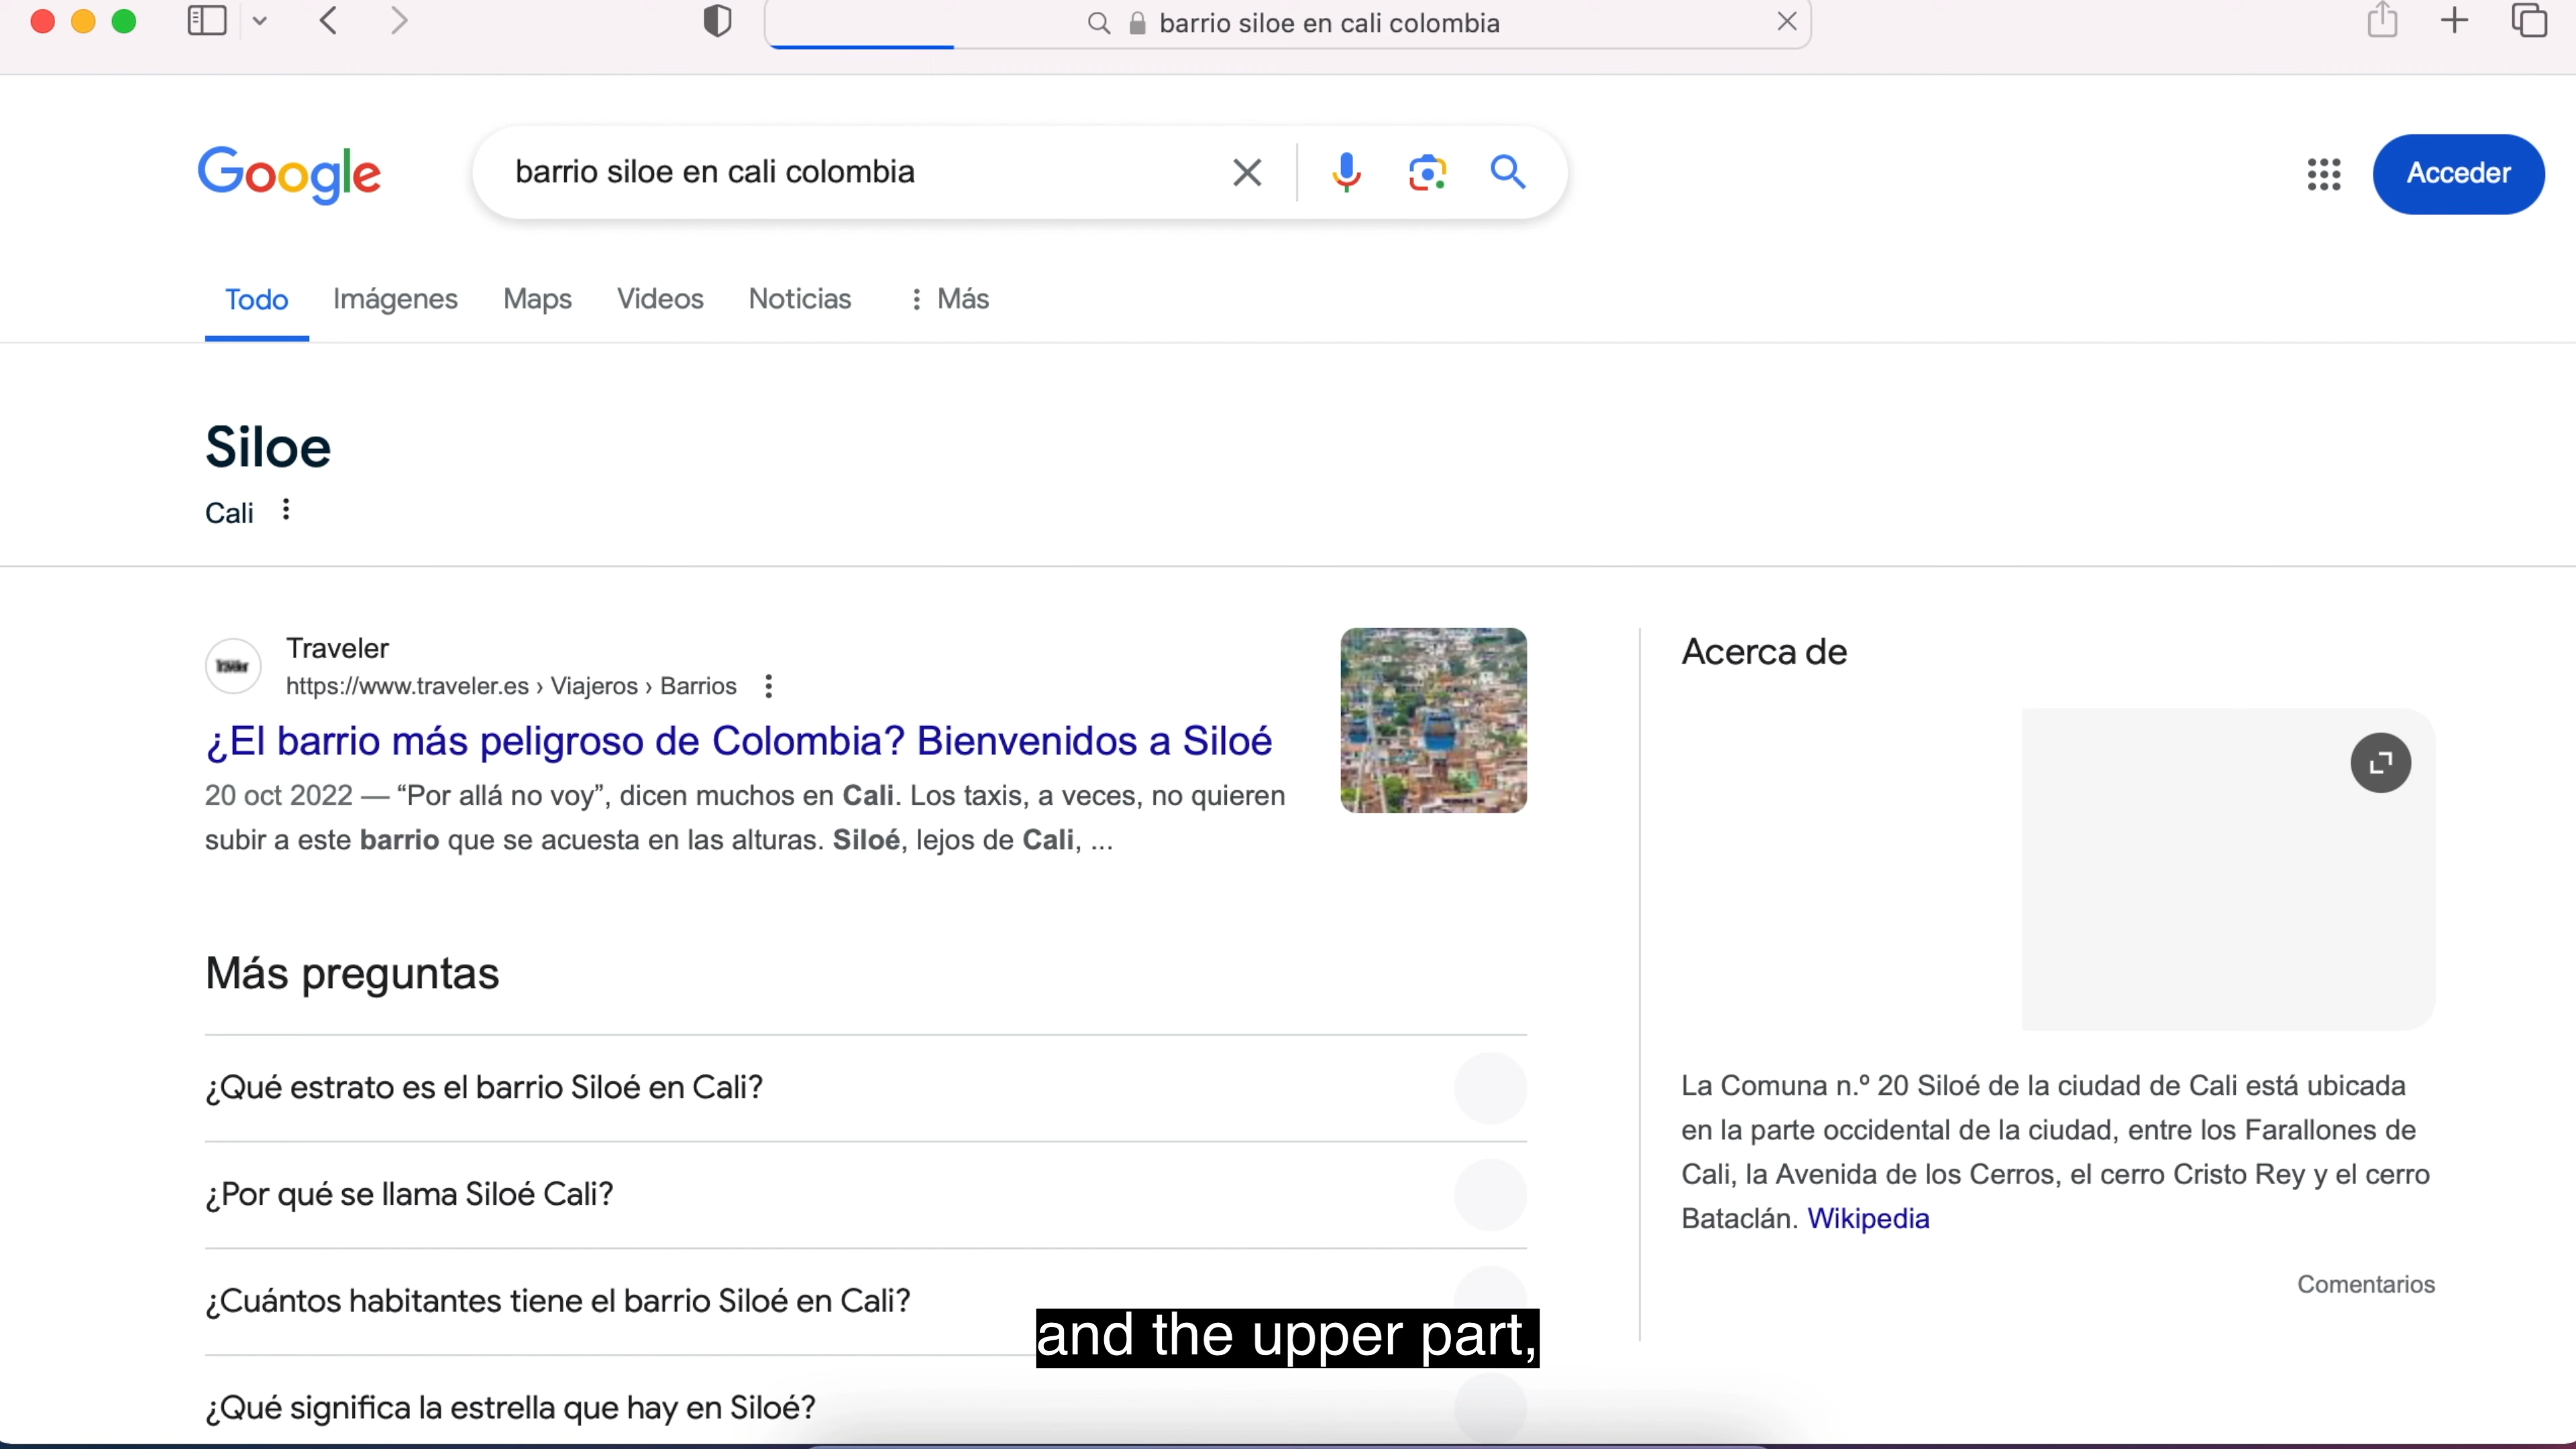 barrio siloe en cali colombia
Google
barrio siloe en cali colombia
Acceder
Todo
Imágenes
Maps
Videos
Noticias
Más
Siloe
Cali
Traveler
https://www.traveler.es › Viajeros › Barrios
¿El barrio más peligroso de Colombia? Bienvenidos a Siloé
20 oct 2022 — “Por allá no voy”, dicen muchos en Cali. Los taxis, a veces, no quieren
subir a este barrio que se acuesta en las alturas. Siloé, lejos de Cali, ...
Más preguntas
¿Qué estrato es el barrio Siloé en Cali?
¿Por qué se llama Siloé Cali?
¿Cuántos habitantes tiene el barrio Siloé en Cali?
¿Qué significa la estrella que hay en Siloé?
Acerca de
La Comuna n.º 20 Siloé de la ciudad de Cali está ubicada
en la parte occidental de la ciudad, entre los Farallones de
Cali, la Avenida de los Cerros, el cerro Cristo Rey y el cerro
Bataclán. Wikipedia
Comentarios
and the upper part,